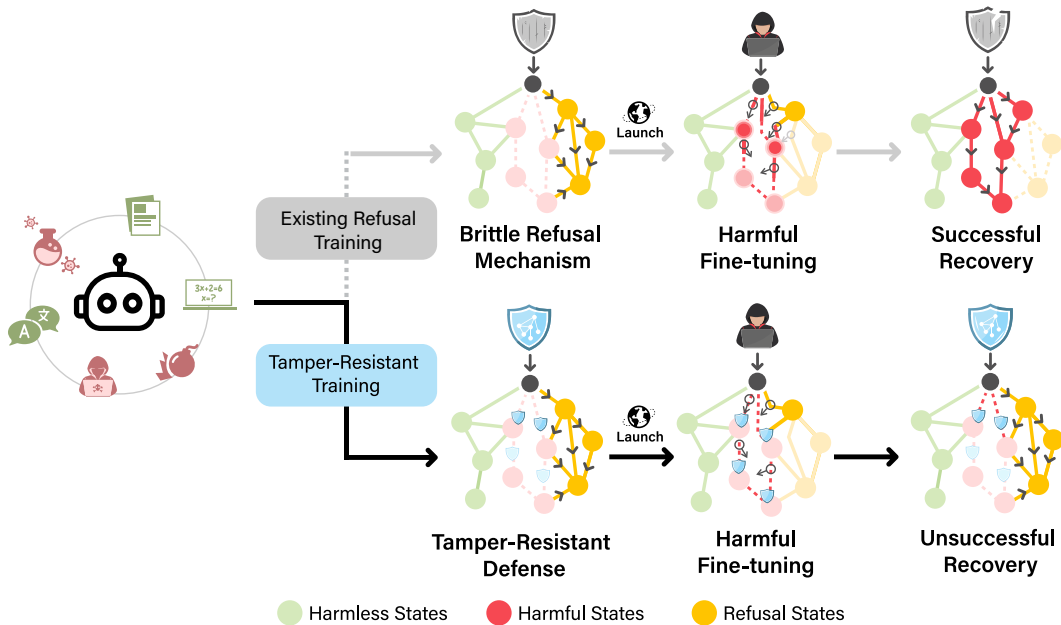 3x+2=6
x=?
A
文
Existing Refusal
Training
Tamper-Resistant
Training
Brittle Refusal
Mechanism
Launch
Harmful
Fine-tuning
Successful
Recovery
Tamper-Resistant
Defense
Launch
Harmful
Fine-tuning
Unsuccessful
Recovery
Harmless States
Harmful States
Refusal States